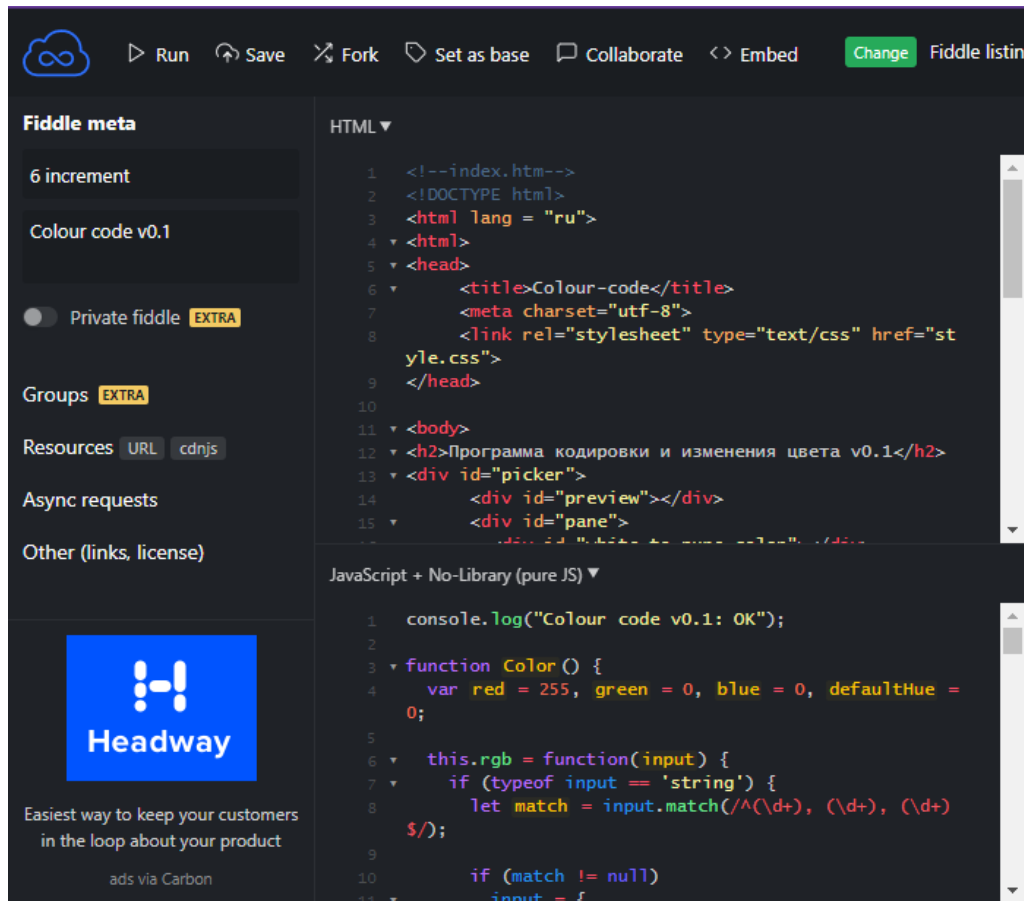 Run Save Fork Set as base Collaborate Embed Change Fiddle listin
Fiddle meta
6 increment
Colour code v0.1
Private fiddle EXTRA
Groups EXTRA
Resources URL cdnjs
Async requests
Other (links, license)
Headway
Easiest way to keep your customers
in the loop about your product
ads via Carbon
HTML
1 <!--index.htm-->
2 <!DOCTYPE html>
3 <html lang = "ru">
4 <html>
5 <head>
6 <title>Colour-code</title>
7 <meta charset="utf-8">
8 <link rel="stylesheet" type="text/css" href="st
yle.css">
9 </head>
10
11 <body>
12 <h2>Программа кодировки и изменения цвета v0.1</h2>
13 <div id="picker">
14 <div id="preview"></div>
15 <div id="pane">
JavaScript + No-Library (pure JS)
1 console.log("Colour code v0.1: OK");
2
3 function Color() {
4 var red = 255, green = 0, blue = 0, defaultHue =
0;
5
6 this.rgb = function(input) {
7 if (typeof input == 'string') {
8 let match = input.match(/^(\d+), (\d+), (\d+)
$/);
9
10 if (match != null)
11 input = {